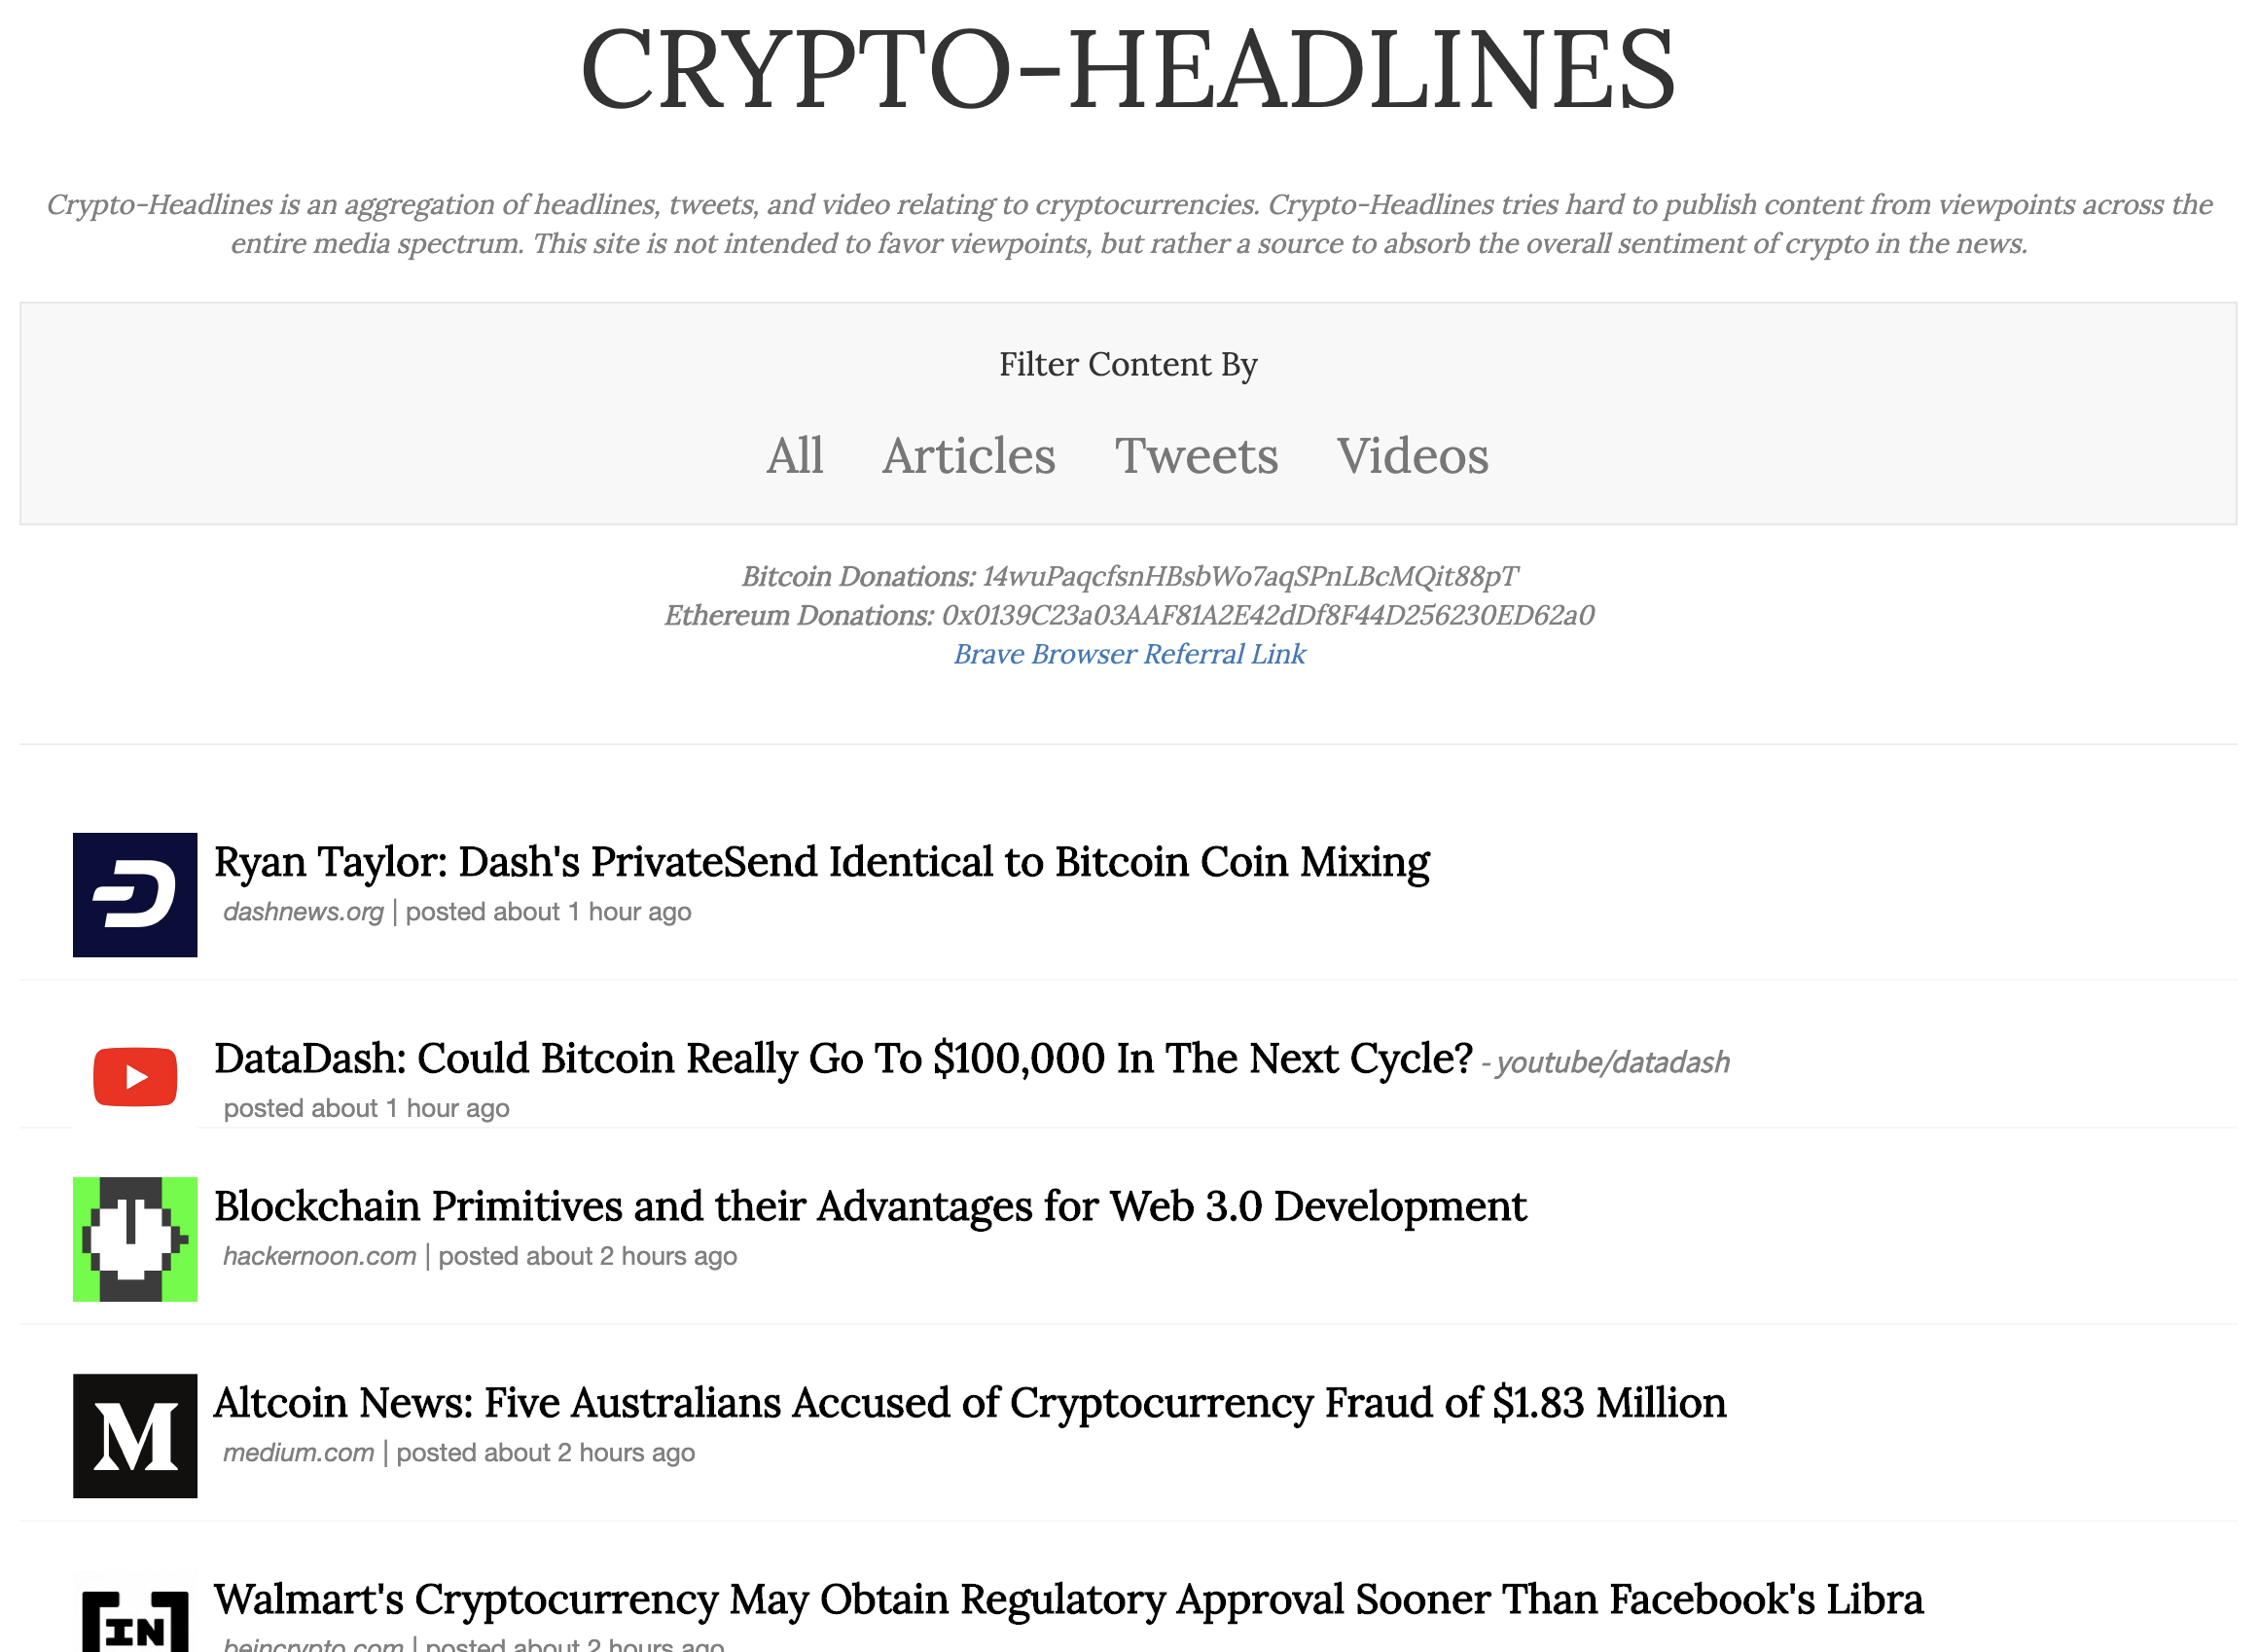 CRYPTO-HEADLINES
Crypto-Headlines is an aggregation of headlines, tweets, and video relating to cryptocurrencies. Crypto-Headlines tries hard to publish content from viewpoints across the
entire media spectrum. This site is not intended to favor viewpoints, but rather a source to absorb the overall sentiment of crypto in the news.
Filter Content By
All Articles Tweets Videos
Bitcoin Donations: 14wuPaqcfsnHBsbWo7aqSPnLBcMQit88pT
Ethereum Donations: 0x0139C23a03AAF81A2E42dDf8F44D256230ED62a0
Brave Browser Referral Link
Ryan Taylor: Dash's PrivateSend Identical to Bitcoin Coin Mixing
dashnews.org | posted about 1 hour ago
DataDash: Could Bitcoin Really Go To $100,000 In The Next Cycle? - youtube/datadash
posted about 1 hour ago
Blockchain Primitives and their Advantages for Web 3.0 Development
hackernoon.com | posted about 2 hours ago
M
Altcoin News: Five Australians Accused of Cryptocurrency Fraud of $1.83 Million
medium.com | posted about 2 hours ago
[IN]
Walmart's Cryptocurrency May Obtain Regulatory Approval Sooner Than Facebook's Libra
beincrypto.com | posted about 2 hours ago